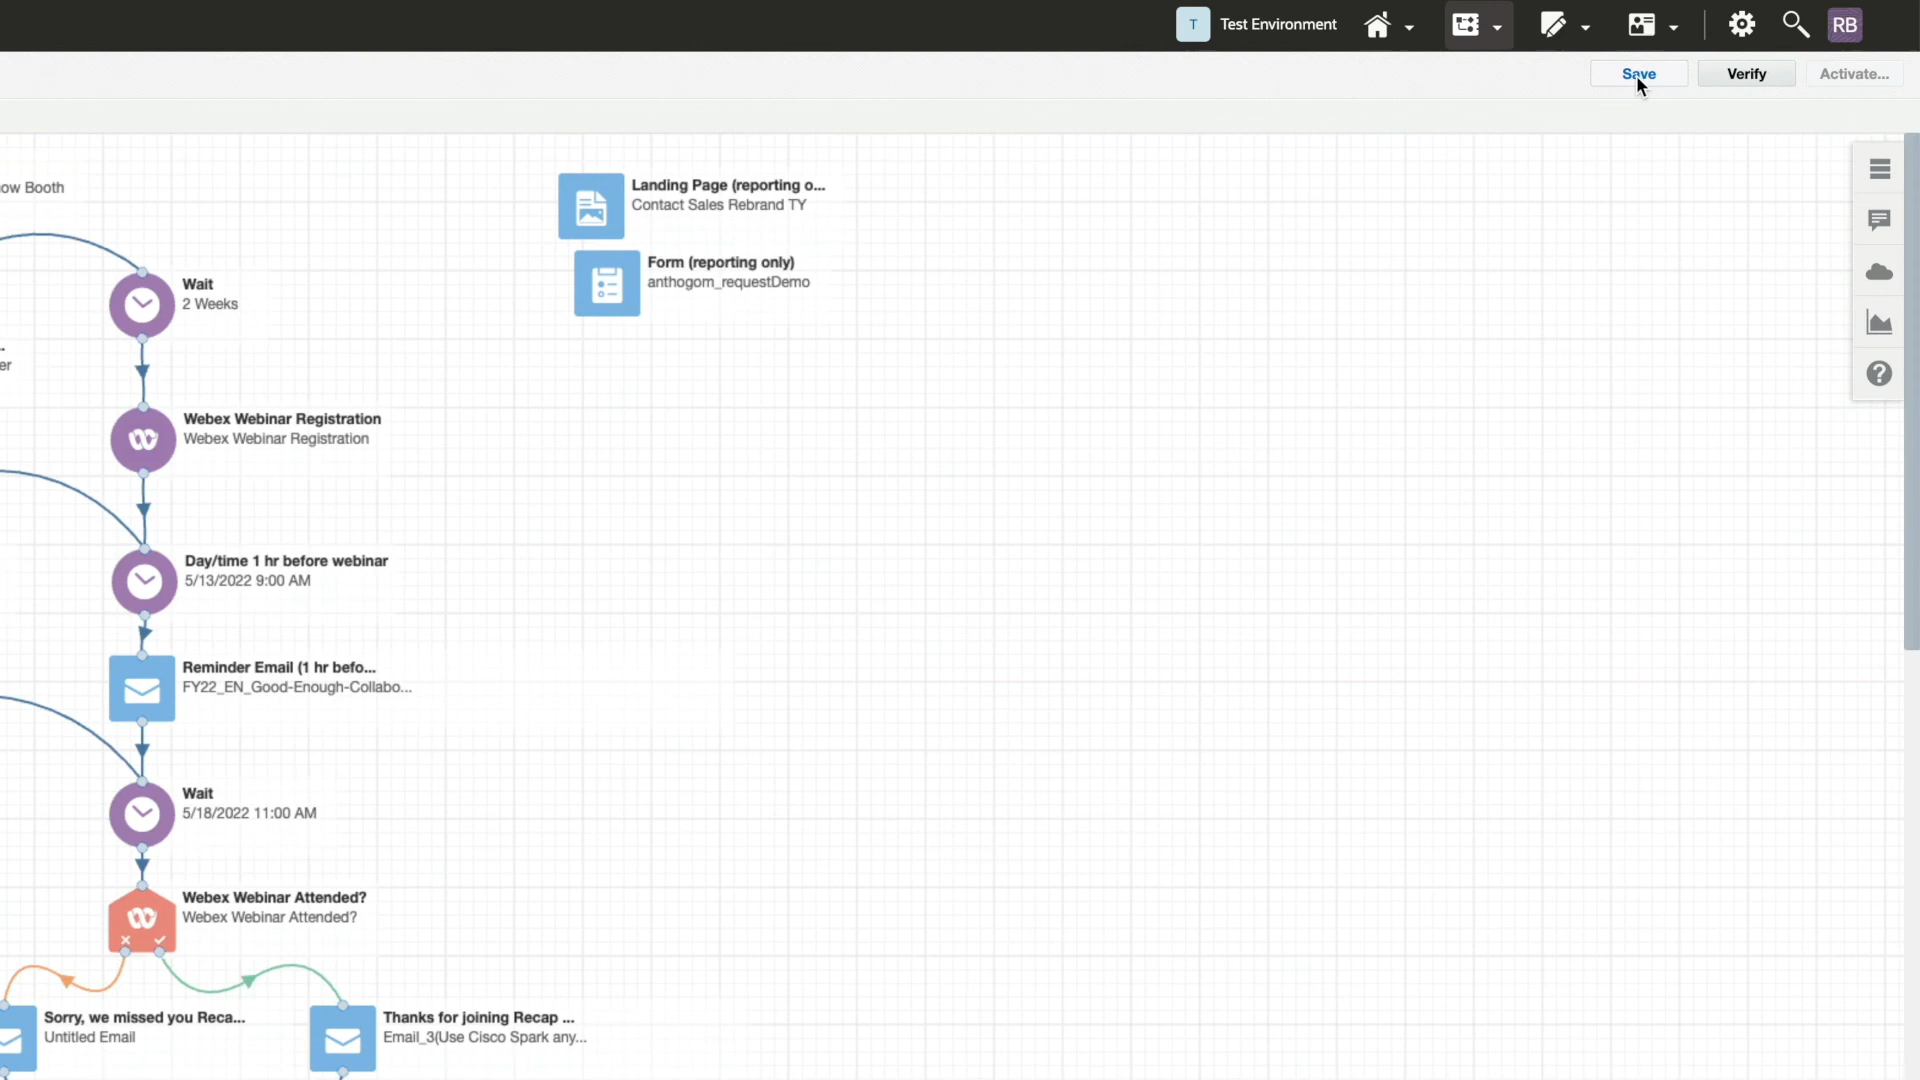 T Test Environment RB
Save Verify Activate...
ow Booth
Landing Page (reporting o...
Contact Sales Rebrand TY
Form (reporting only)
anthogom_requestDemo
Wait
2 Weeks
er
Webex Webinar Registration
Webex Webinar Registration
Day/time 1 hr before webinar
5/13/2022 9:00 AM
Reminder Email (1 hr befo...
FY22_EN_Good-Enough-Collabo...
Wait
5/18/2022 11:00 AM
Webex Webinar Attended?
Webex Webinar Attended?
Sorry, we missed you Reca...
Untitled Email
Thanks for joining Recap ...
Email_3(Use Cisco Spark any...